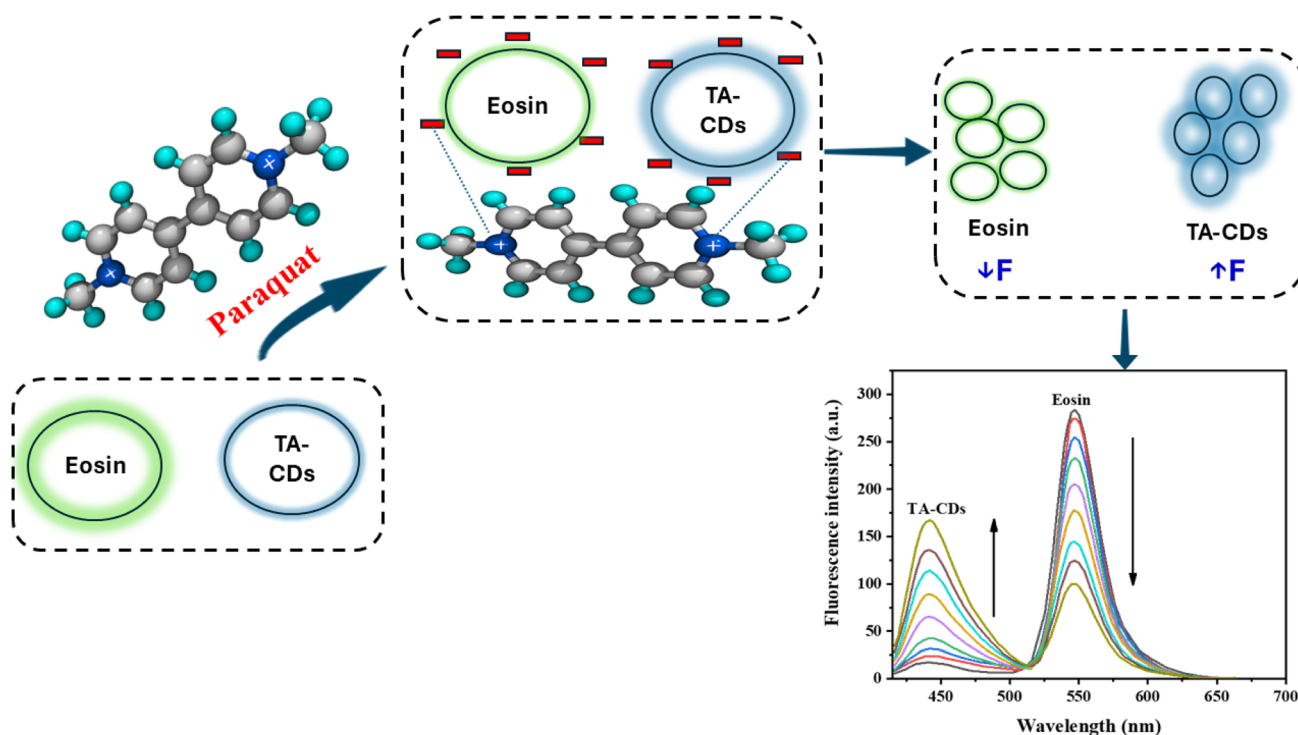 Paraquat
Eosin
TA-
CDs
+
+
Eosin
TA-
CDs
+
+
Eosin
↓F
TA-CDs
↑F
Fluorescence intensity (a.u.)
300
250
200
150
100
50
0
TA-CDs
Eosin
450
500
550
600
650
700
Wavelength (nm)